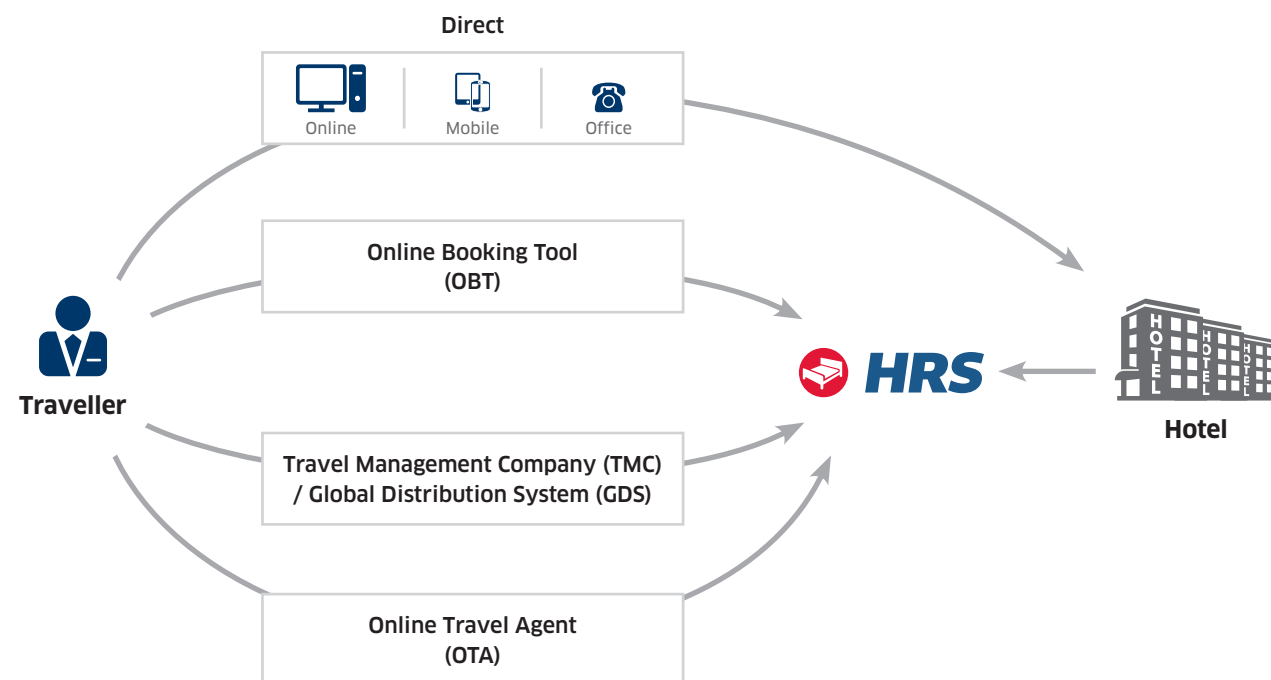 Direct
Online
Mobile
Office
Online Booking Tool
(OBT)
Traveller
HRS
HOTEL
HOTEL
HOTEL
Hotel
Travel Management Company (TMC)
/ Global Distribution System (GDS)
Online Travel Agent
(OTA)